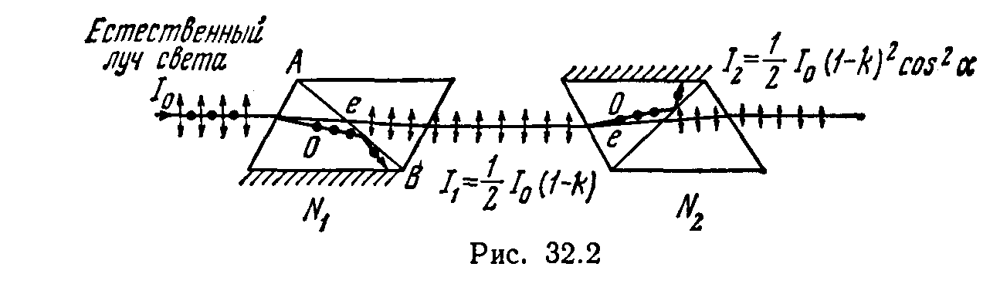 Естественный
луч света
I₀
A
e
O
B
N₁
I₁=1/2 I₀ (1-k)
O
e
N₂
I₂=1/2 I₀ (1-k)² cos² α
Рис. 32.2